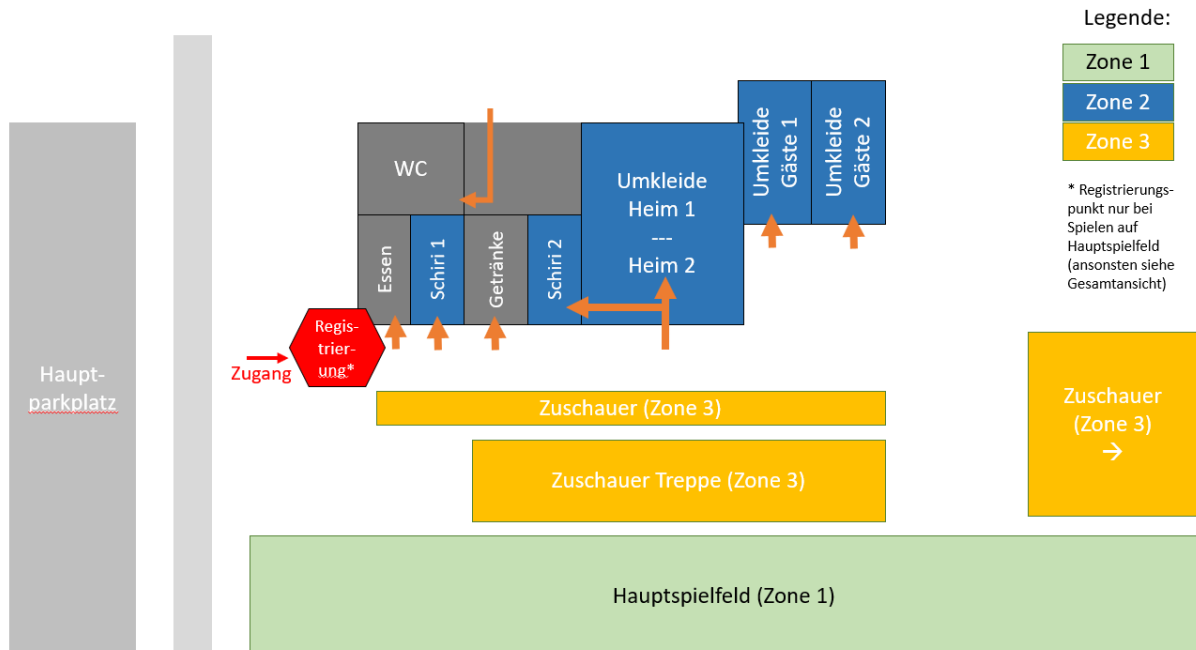 Legende:
Zone 1
Zone 2
Zone 3
* Registrierungs-
punkt nur bei
Spielen auf
Hauptspielfeld
(ansonsten siehe
Gesamtansicht)
WC
Umkleide
Heim 1
---
Heim 2
Umkleide
Gäste 1
Umkleide
Gäste 2
Essen
Schiri 1
Getränke
Schiri 2
Regis-
trier-
ung*
Zugang
Haupt-
parkplatz
Zuschauer (Zone 3)
Zuschauer Treppe (Zone 3)
Zuschauer
(Zone 3)
→
Hauptspielfeld (Zone 1)